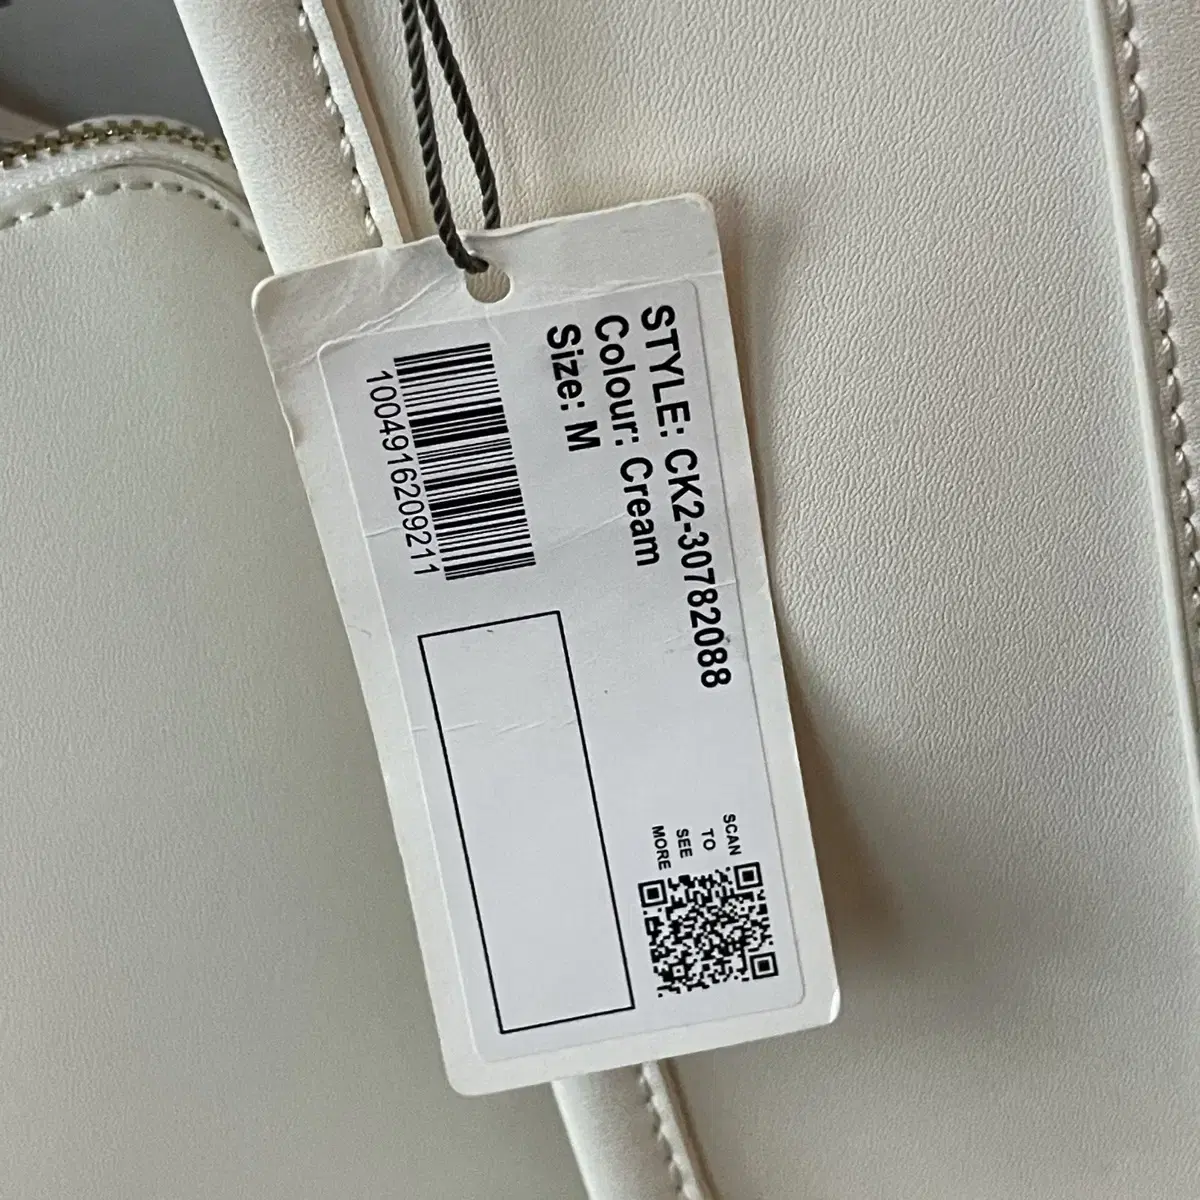 STYLE: CK2-30782088
Colour: Cream
Size: M
1004916209211
SCAN
TO
SEE
MORE